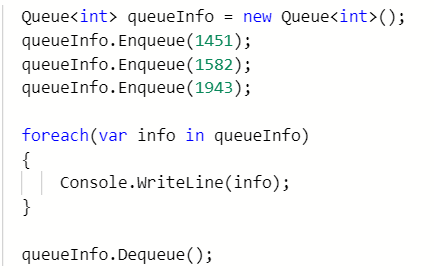 Queue<int> queueInfo = new Queue<int>();
queueInfo.Enqueue(1451);
queueInfo.Enqueue(1582);
queueInfo.Enqueue(1943);
foreach(var info in queueInfo)
{
Console.WriteLine(info);
}
queueInfo.Dequeue();